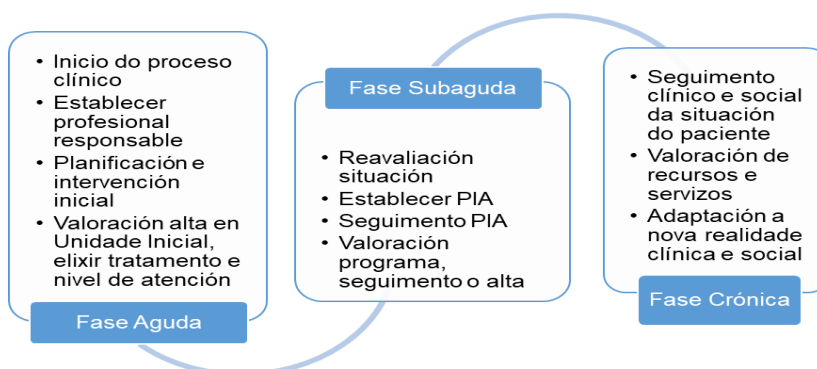 • Inicio do proceso
clínico
• Establecer
profesional
responsable
• Planificación e
intervención
inicial
• Valoración alta en
Unidade Inicial,
elixir tratamento e
nivel de atención
Fase Aguda
Fase Subaguda
• Reavaliación
situación
• Establecer PIA
• Seguimento PIA
• Valoración
programa,
seguimento o alta
• Seguimento
clínico e social
da situación
do paciente
• Valoración de
recursos e
servizos
• Adaptación a
nova realidade
clínica e social
Fase Crónica